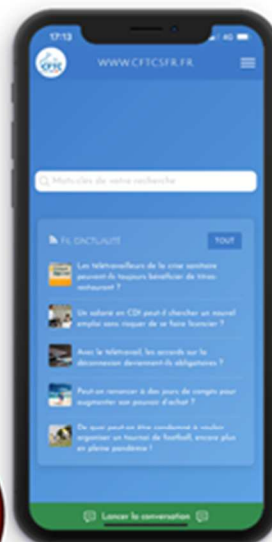 17:13
4G
CFTC
WWW.CFTCSFR.FR
Mots-clés de votre recherche
FIL D'ACTUALITÉ
TOUT
Les télétravailleurs de la crise sanitaire
peuvent-ils toujours bénéficier de titres-
restaurant ?
Un salarié en CDI peut-il chercher un nouvel
emploi sans risquer de se faire licencier ?
Avec le télétravail, les accords sur la
déconnexion deviennent-ils obligatoires ?
Peut-on renoncer à des jours de congés pour
augmenter son pouvoir d'achat ?
De quoi peut-on être condamné à vouloir
organiser un tournoi de football, encore plus
en pleine pandémie !
Lancer la conversation